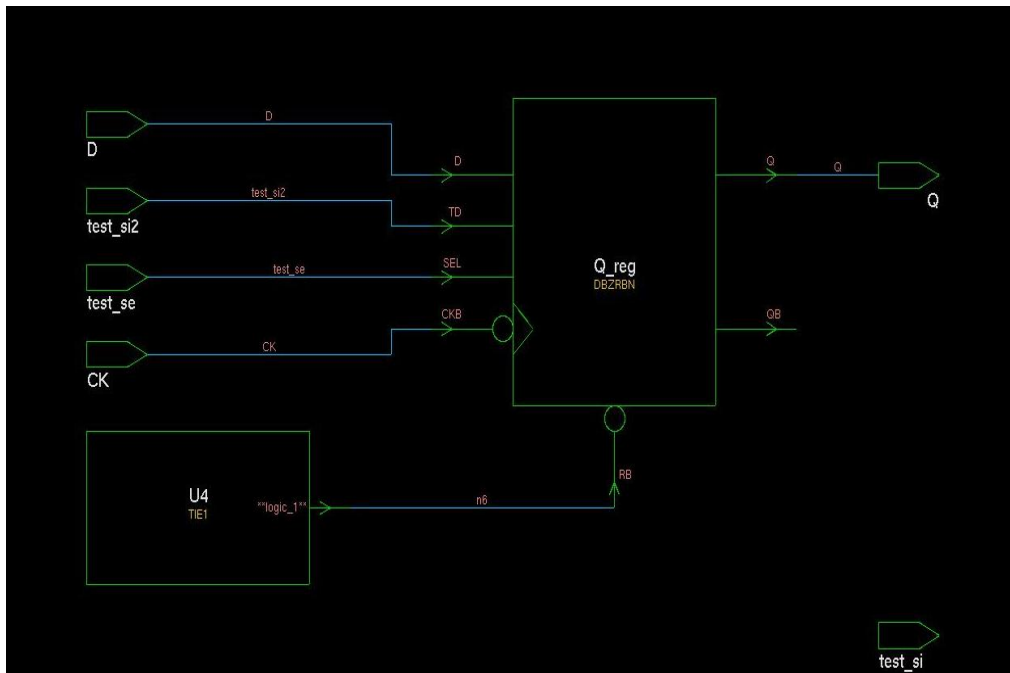 D
D
D
test_si2
test_si2
TD
test_se
test_se
SEL
CK
CK
CKB
Q_reg
DBZRBN
Q
Q
Q
QB
U4
TIE1
**logic_1**
n6
RB
test_si